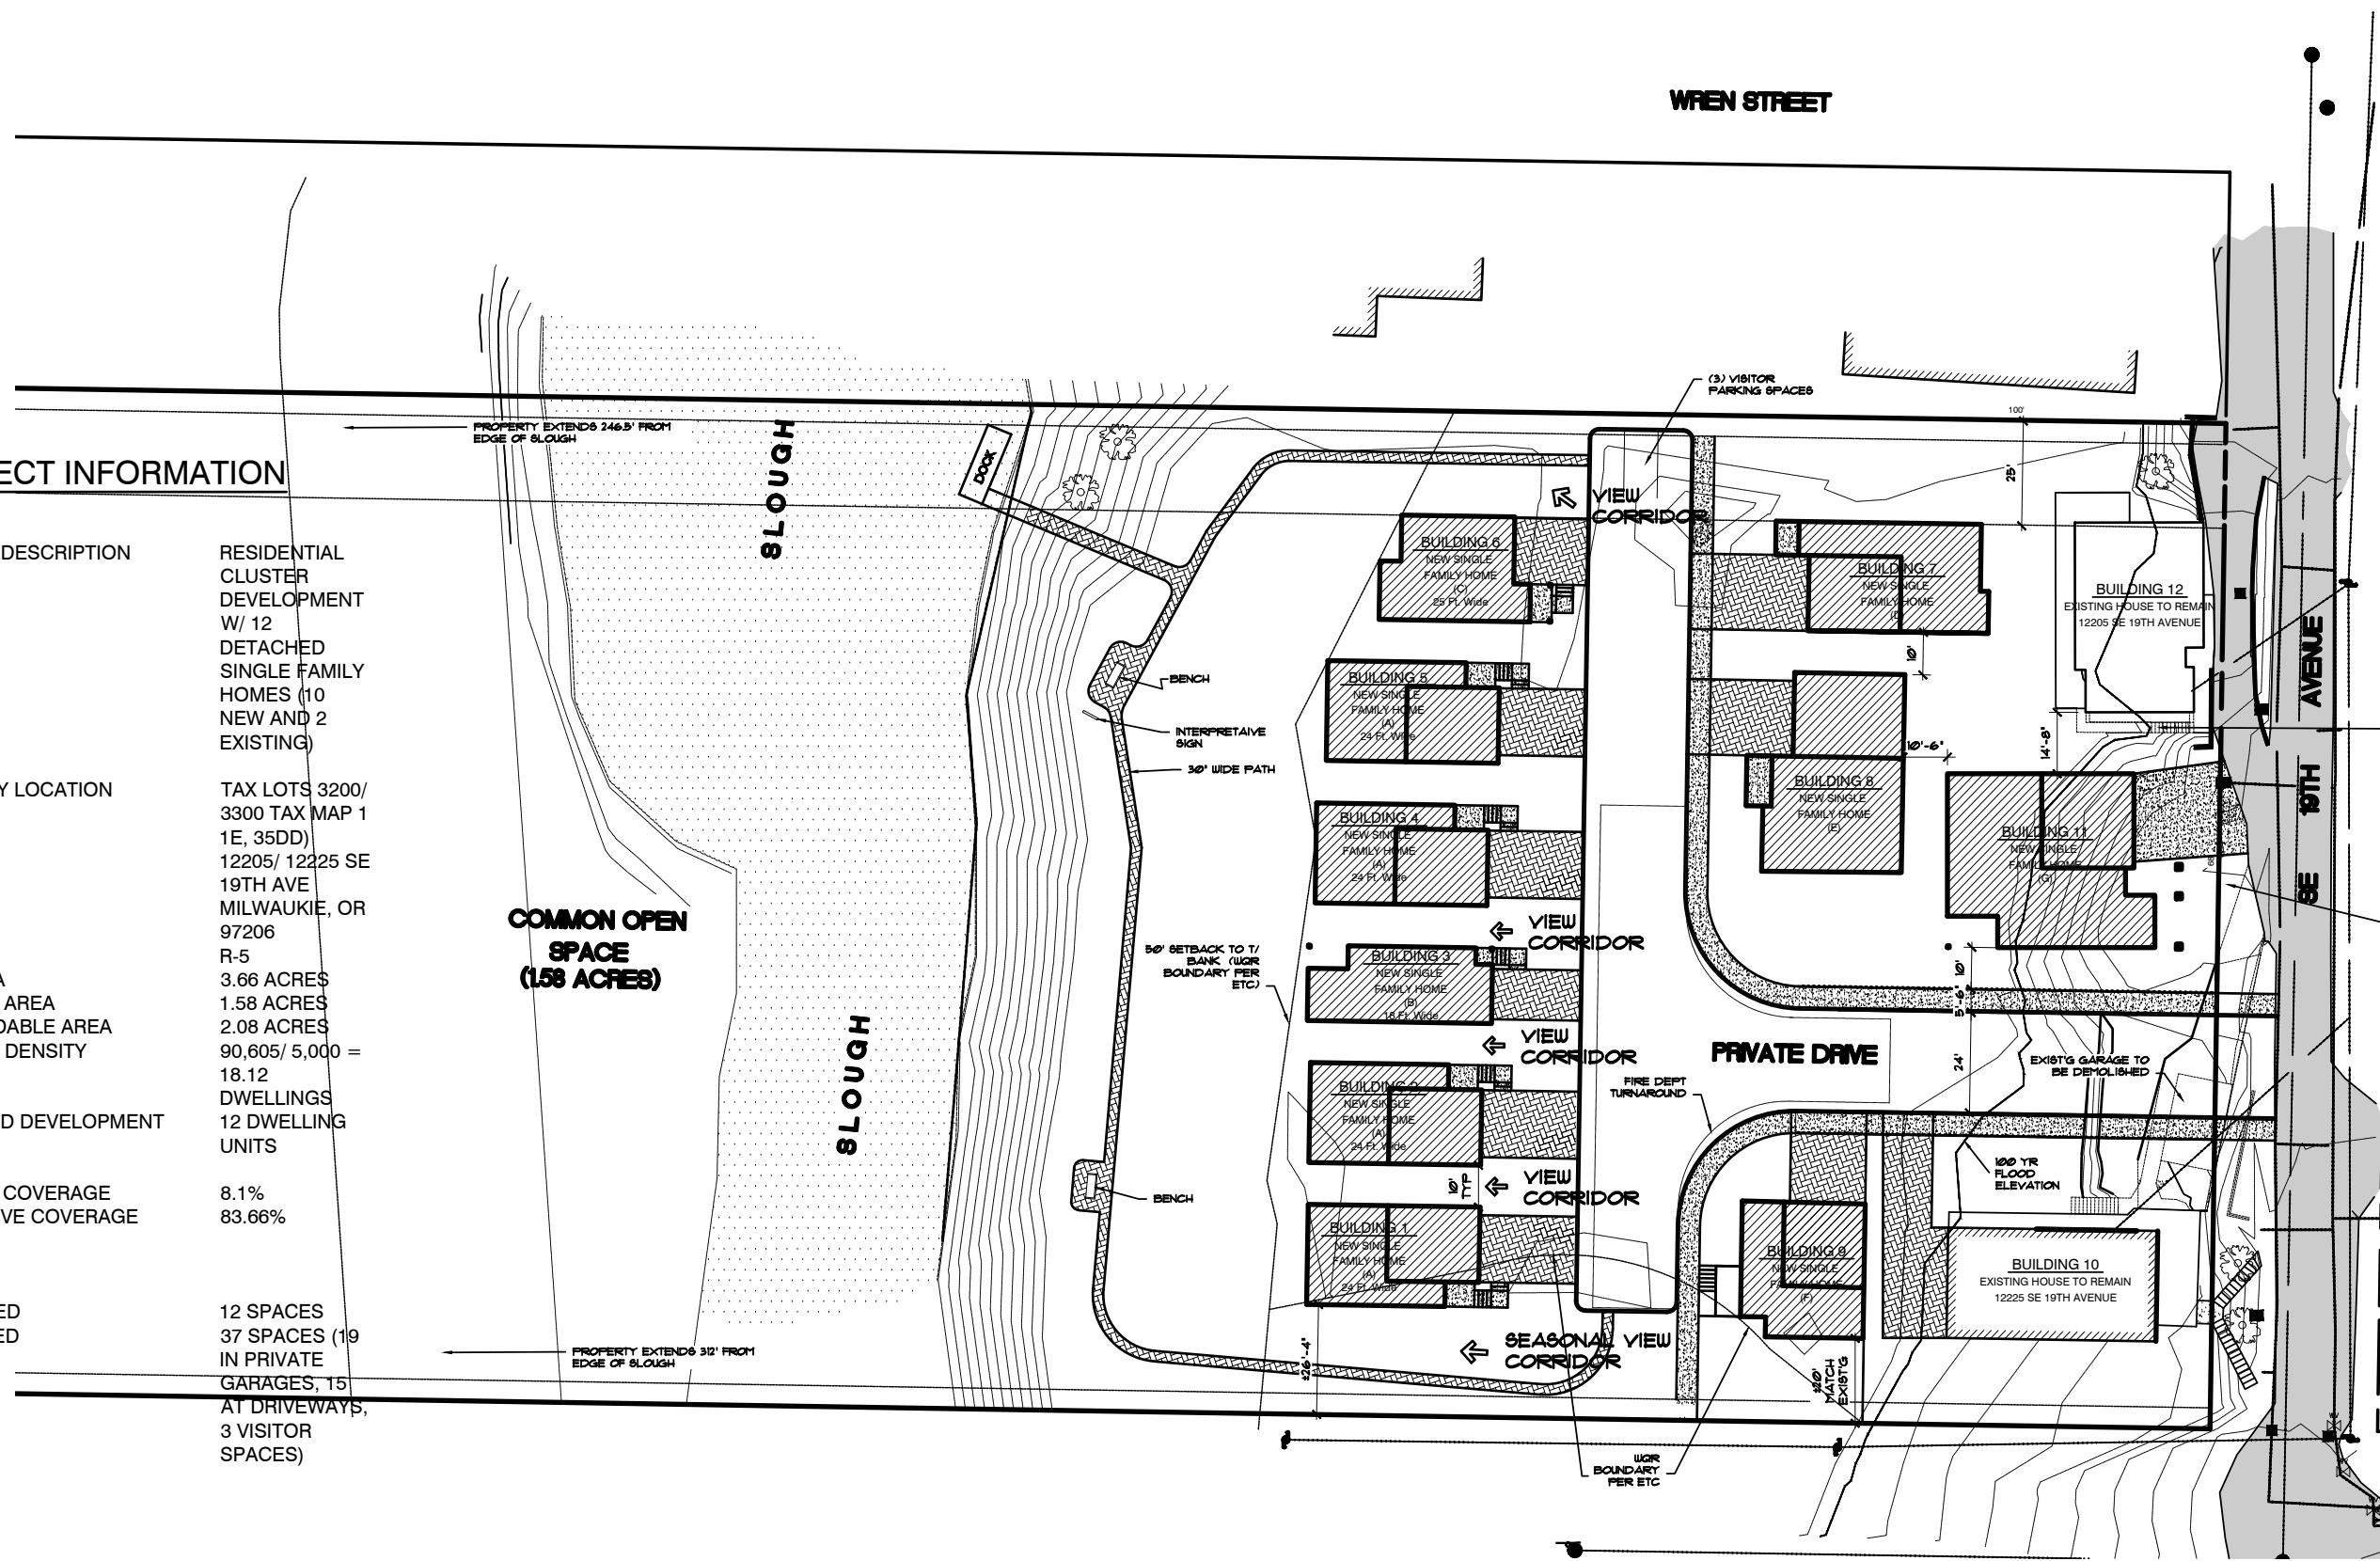 WREN STREET
(3) VISITOR
PARKING SPACES
PROPERTY EXTENDS 246.5' FROM
EDGE OF SLOUGH
SLOUGH
DOCK
100'
25'
ECT INFORMATION
DESCRIPTION
RESIDENTIAL
CLUSTER
DEVELOPMENT
W/ 12
DETACHED
SINGLE FAMILY
HOMES (10
NEW AND 2
EXISTING)
Y LOCATION
TAX LOTS 3200/
3300 TAX MAP 1
1E, 35DD)
12205/ 12225 SE
19TH AVE
MILWAUKIE, OR
97206
R-5
A
3.66 ACRES
AREA
1.58 ACRES
DABLE AREA
2.08 ACRES
DENSITY
90,605/ 5,000 =
18.12
DWELLINGS
D DEVELOPMENT
12 DWELLING
UNITS
COVERAGE
8.1%
VE COVERAGE
83.66%
ED
12 SPACES
ED
37 SPACES (19
IN PRIVATE
GARAGES, 15
AT DRIVEWAYS,
3 VISITOR
SPACES)
COMMON OPEN
SPACE
(1.58 ACRES)
SLOUGH
PROPERTY EXTENDS 312' FROM
EDGE OF SLOUGH
BENCH
INTERPRETAIVE
SIGN
30" WIDE PATH
50' SETBACK TO T/
BANK (WQR
BOUNDARY PER
ETC)
BENCH
VIEW
CORRIDOR
BUILDING 6
NEW SINGLE
FAMILY HOME
(C)
25 Ft. Wide
BUILDING 5
NEW SINGLE
FAMILY HOME
(A)
24 Ft. Wide
BUILDING 4
NEW SINGLE
FAMILY HOME
(A)
24 Ft. Wide
VIEW
CORRIDOR
BUILDING 3
NEW SINGLE
FAMILY HOME
(B)
18 Ft. Wide
VIEW
CORRIDOR
BUILDING 2
NEW SINGLE
FAMILY HOME
(A)
24 Ft. Wide
10'
TYP
VIEW
CORRIDOR
BUILDING 1
NEW SINGLE
FAMILY HOME
(A)
24 Ft. Wide
SEASONAL VIEW
CORRIDOR
±26'-4"
BUILDING 7
NEW SINGLE
FAMILY HOME
(D)
10'
BUILDING 8
NEW SINGLE
FAMILY HOME
(E)
10'-6"
BUILDING 12
EXISTING HOUSE TO REMAIN
12205 SE 19TH AVENUE
14'-8"
BUILDING 11
NEW SINGLE
FAMILY HOME
(G)
10'
5'-6"
24'
PRIVATE DRIVE
FIRE DEPT
TURNAROUND
EXIST'G GARAGE TO
BE DEMOLISHED
100 YR
FLOOD
ELEVATION
BUILDING 9
NEW SINGLE
FAMILY HOME
(F)
BUILDING 10
EXISTING HOUSE TO REMAIN
12225 SE 19TH AVENUE
±20'
MATCH
EXIST'G
WQR
BOUNDARY
PER ETC
SE 19TH AVENUE